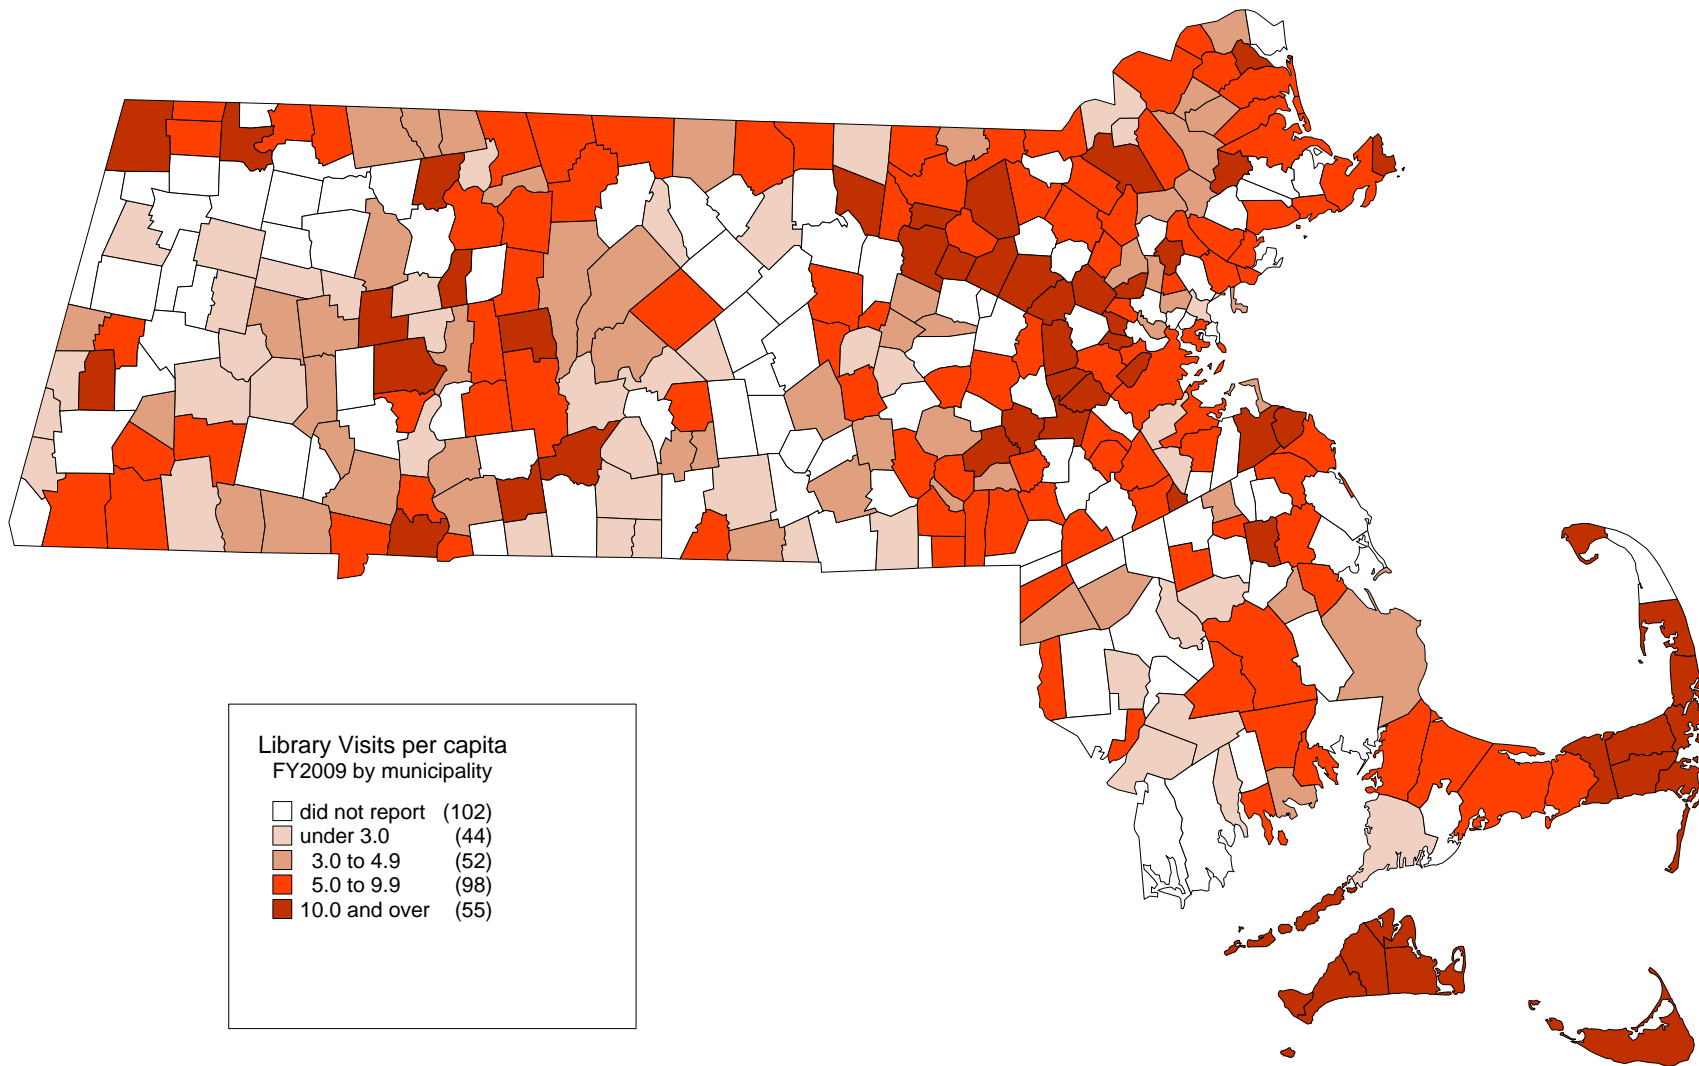 Library Visits per capita
FY2009 by municipality
did not report (102)
under 3.0 (44)
3.0 to 4.9 (52)
5.0 to 9.9 (98)
10.0 and over (55)